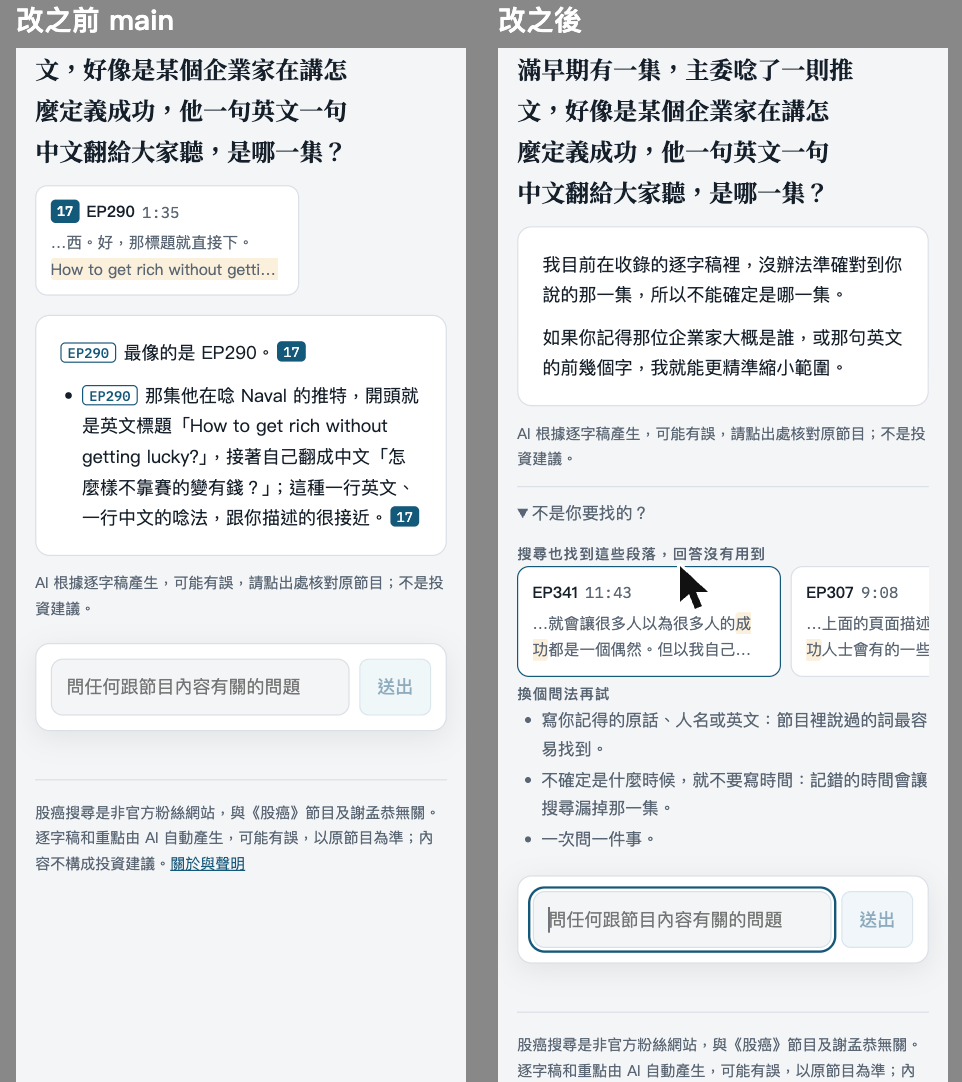 改之前 main
文，好像是某個企業家在講怎
麼定義成功，他一句英文一句
中文翻給大家聽，是哪一集？
17 EP290 1:35
…西。好，那標題就直接下。
How to get rich without getti…
EP290 最像的是 EP290。17
• EP290 那集他在唸 Naval 的推特，開頭就
是英文標題「How to get rich without
getting lucky?」，接著自己翻成中文「怎
麼樣不靠賽的變有錢？」；這種一行英文、
一行中文的唸法，跟你描述的很接近。17
AI 根據逐字稿產生，可能有誤，請點出處核對原節目；不是投
資建議。
問任何跟節目內容有關的問題
送出
股癌搜尋是非官方粉絲網站，與《股癌》節目及謝孟恭無關。
逐字稿和重點由 AI 自動產生，可能有誤，以原節目為準；內
容不構成投資建議。關於與聲明
改之後
滿早期有一集，主委唸了一則推
文，好像是某個企業家在講怎
麼定義成功，他一句英文一句
中文翻給大家聽，是哪一集？
我目前在收錄的逐字稿裡，沒辦法準確對到你
說的那一集，所以不能確定是哪一集。
如果你記得那位企業家大概是誰，或那句英文
的前幾個字，我就能更精準縮小範圍。
AI 根據逐字稿產生，可能有誤，請點出處核對原節目；不是投
資建議。
▼不是你要找的？
搜尋也找到這些段落，回答沒有用到
EP341 11:43
…就會讓很多人以為很多人的成
功都是一個偶然。但以我自己…
EP307 9:08
…上面的頁面描述
功人士會有的一些
換個問法再試
• 寫你記得的原話、人名或英文：節目裡說過的詞最容
易找到。
• 不確定是什麼時候，就不要寫時間：記錯的時間會讓
搜尋漏掉那一集。
• 一次問一件事。
問任何跟節目內容有關的問題
送出
股癌搜尋是非官方粉絲網站，與《股癌》節目及謝孟恭無關。
逐字稿和重點由 AI 自動產生，可能有誤，以原節目為準；內